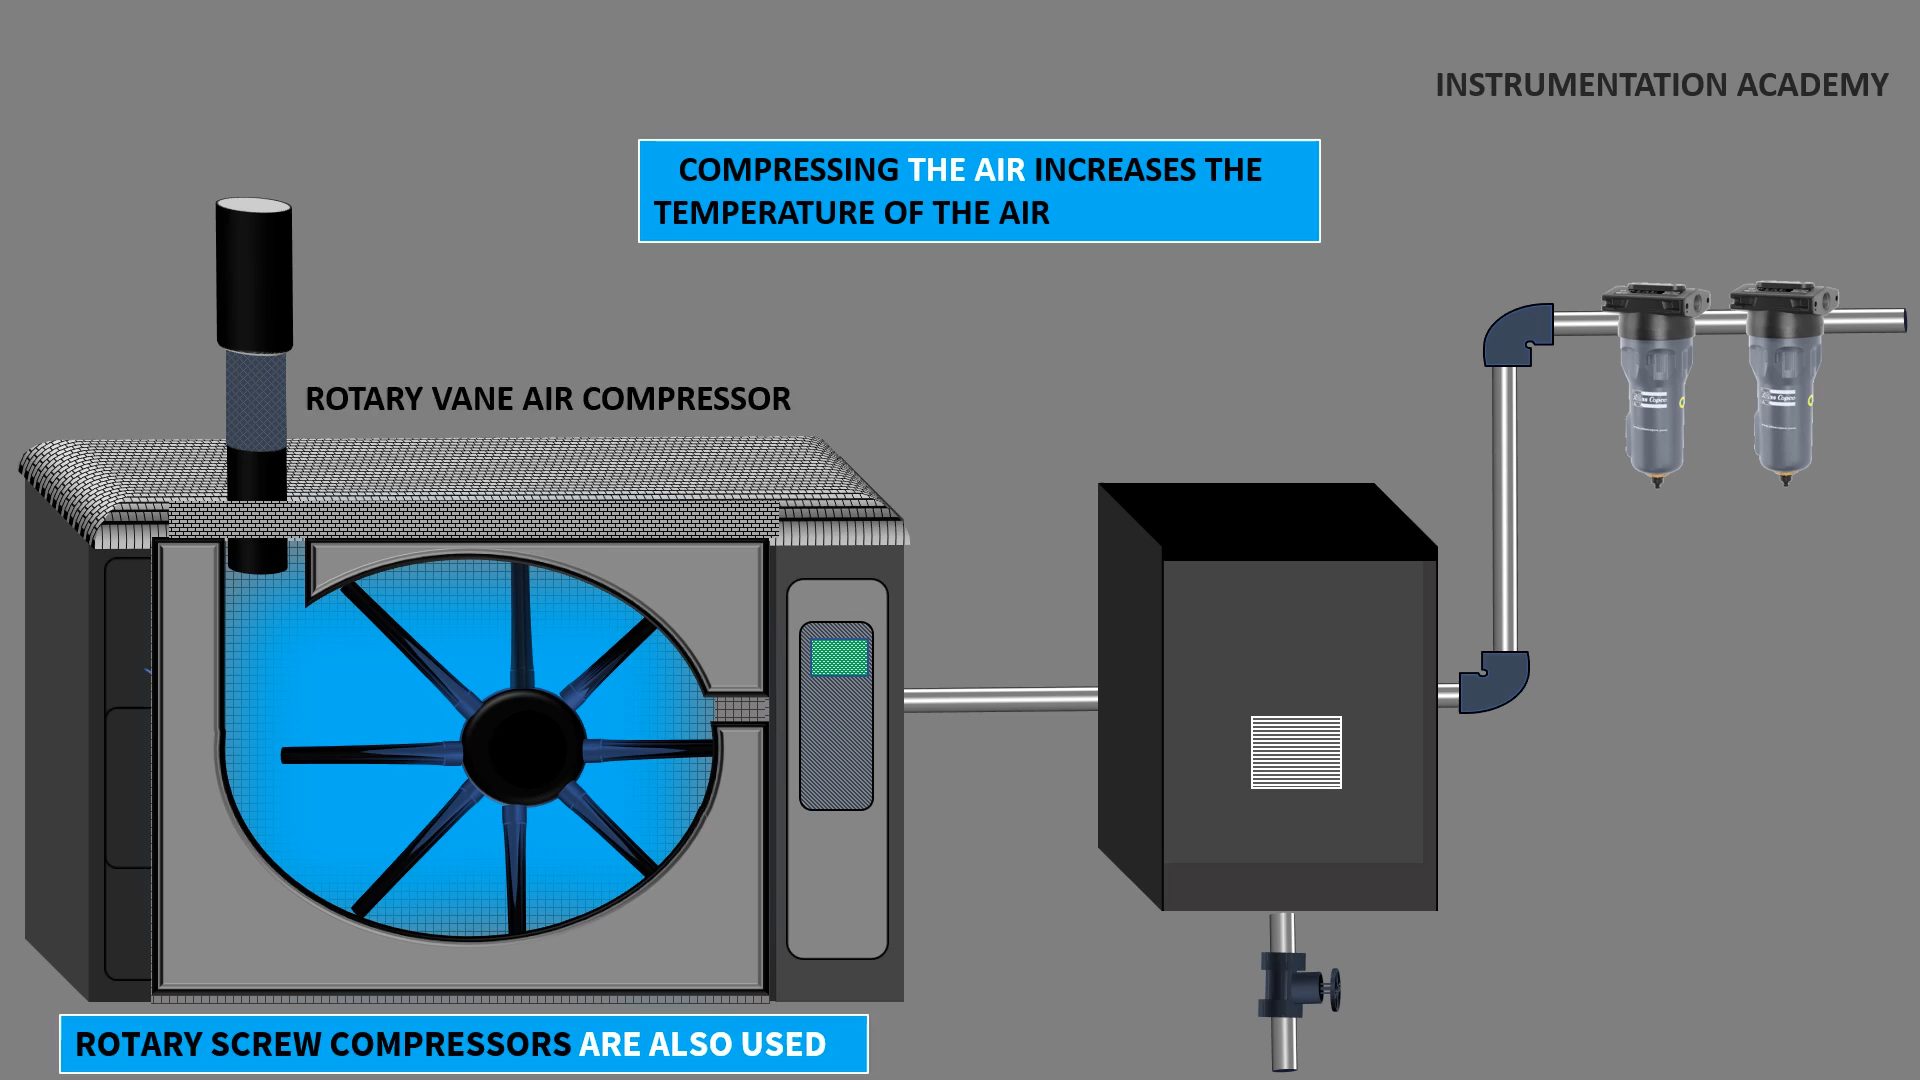 INSTRUMENTATION ACADEMY
COMPRESSING THE AIR INCREASES THE
TEMPERATURE OF THE AIR
ROTARY VANE AIR COMPRESSOR
ROTARY SCREW COMPRESSORS ARE ALSO USED